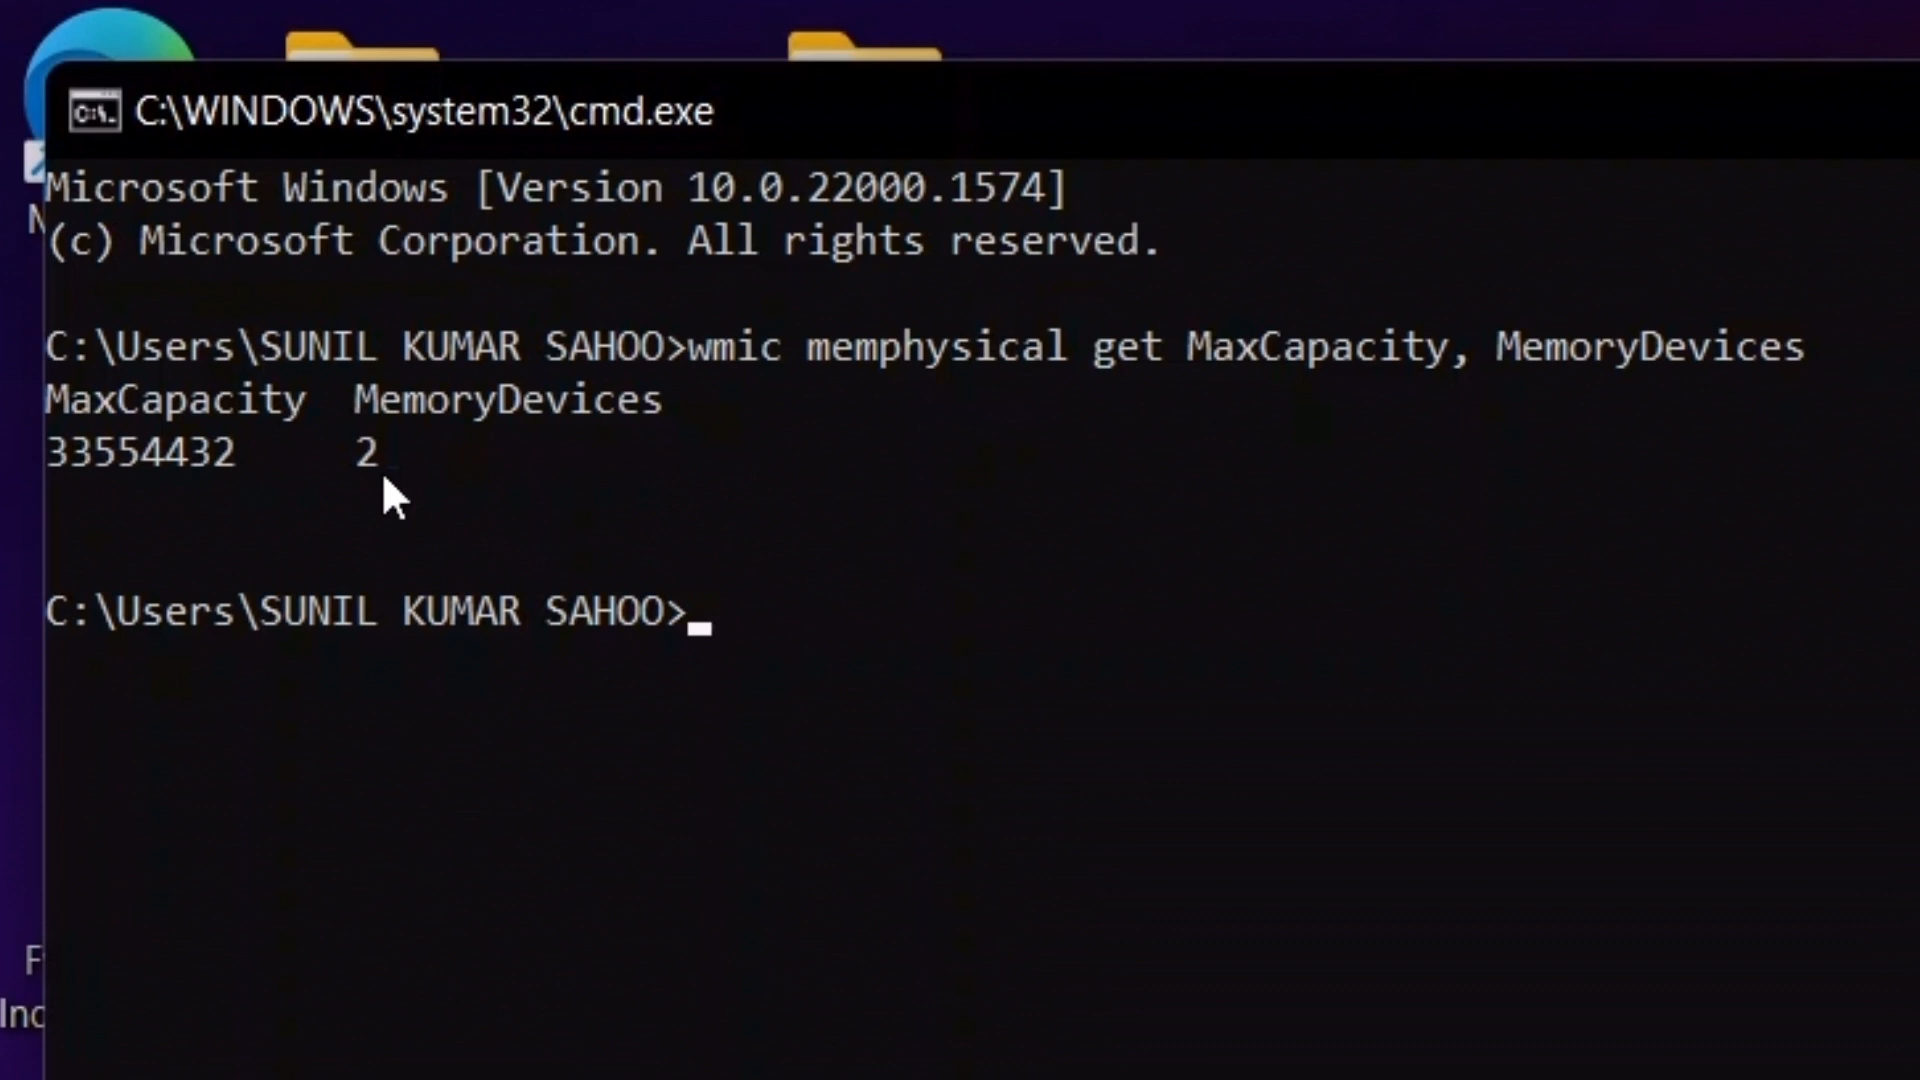 C:\WINDOWS\system32\cmd.exe
Microsoft Windows [Version 10.0.22000.1574]
(c) Microsoft Corporation. All rights reserved.
C:\Users\SUNIL KUMAR SAHOO>wmic memphysical get MaxCapacity, MemoryDevices
MaxCapacity  MemoryDevices
33554432     2
C:\Users\SUNIL KUMAR SAHOO>